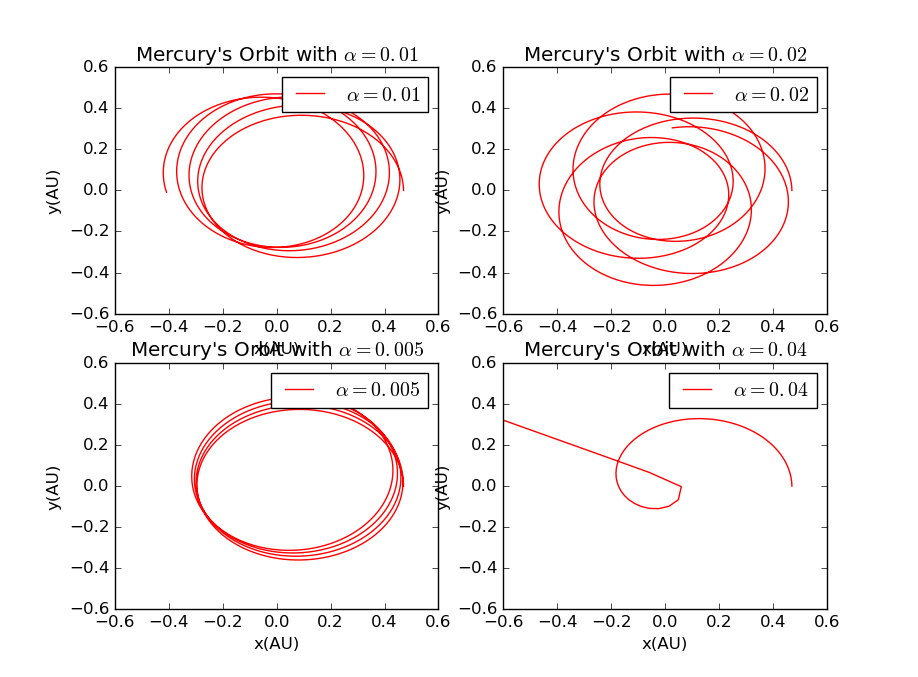 Mercury's Orbit with α = 0.01
α = 0.01
0.6
0.4
0.2
0.0
−0.2
−0.4
−0.6
y(AU)
−0.6 −0.4 −0.2 0.0 0.2 0.4 0.6
x(AU)
Mercury's Orbit with α = 0.02
α = 0.02
0.6
0.4
0.2
0.0
−0.2
−0.4
−0.6
y(AU)
−0.6 −0.4 −0.2 0.0 0.2 0.4 0.6
x(AU)
Mercury's Orbit with α = 0.005
α = 0.005
0.6
0.4
0.2
0.0
−0.2
−0.4
−0.6
y(AU)
−0.6 −0.4 −0.2 0.0 0.2 0.4 0.6
x(AU)
Mercury's Orbit with α = 0.04
α = 0.04
0.6
0.4
0.2
0.0
−0.2
−0.4
−0.6
y(AU)
−0.6 −0.4 −0.2 0.0 0.2 0.4 0.6
x(AU)